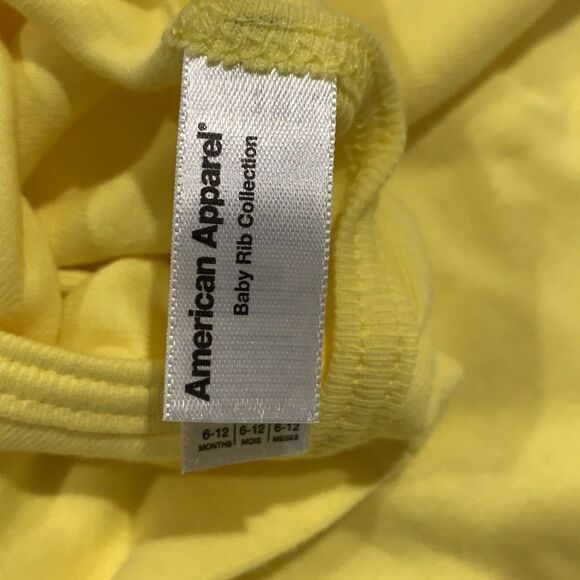 American Apparel®
Baby Rib Collection
6-12 | 6-12 | 6-12
MONTHS | MOIS | MESES